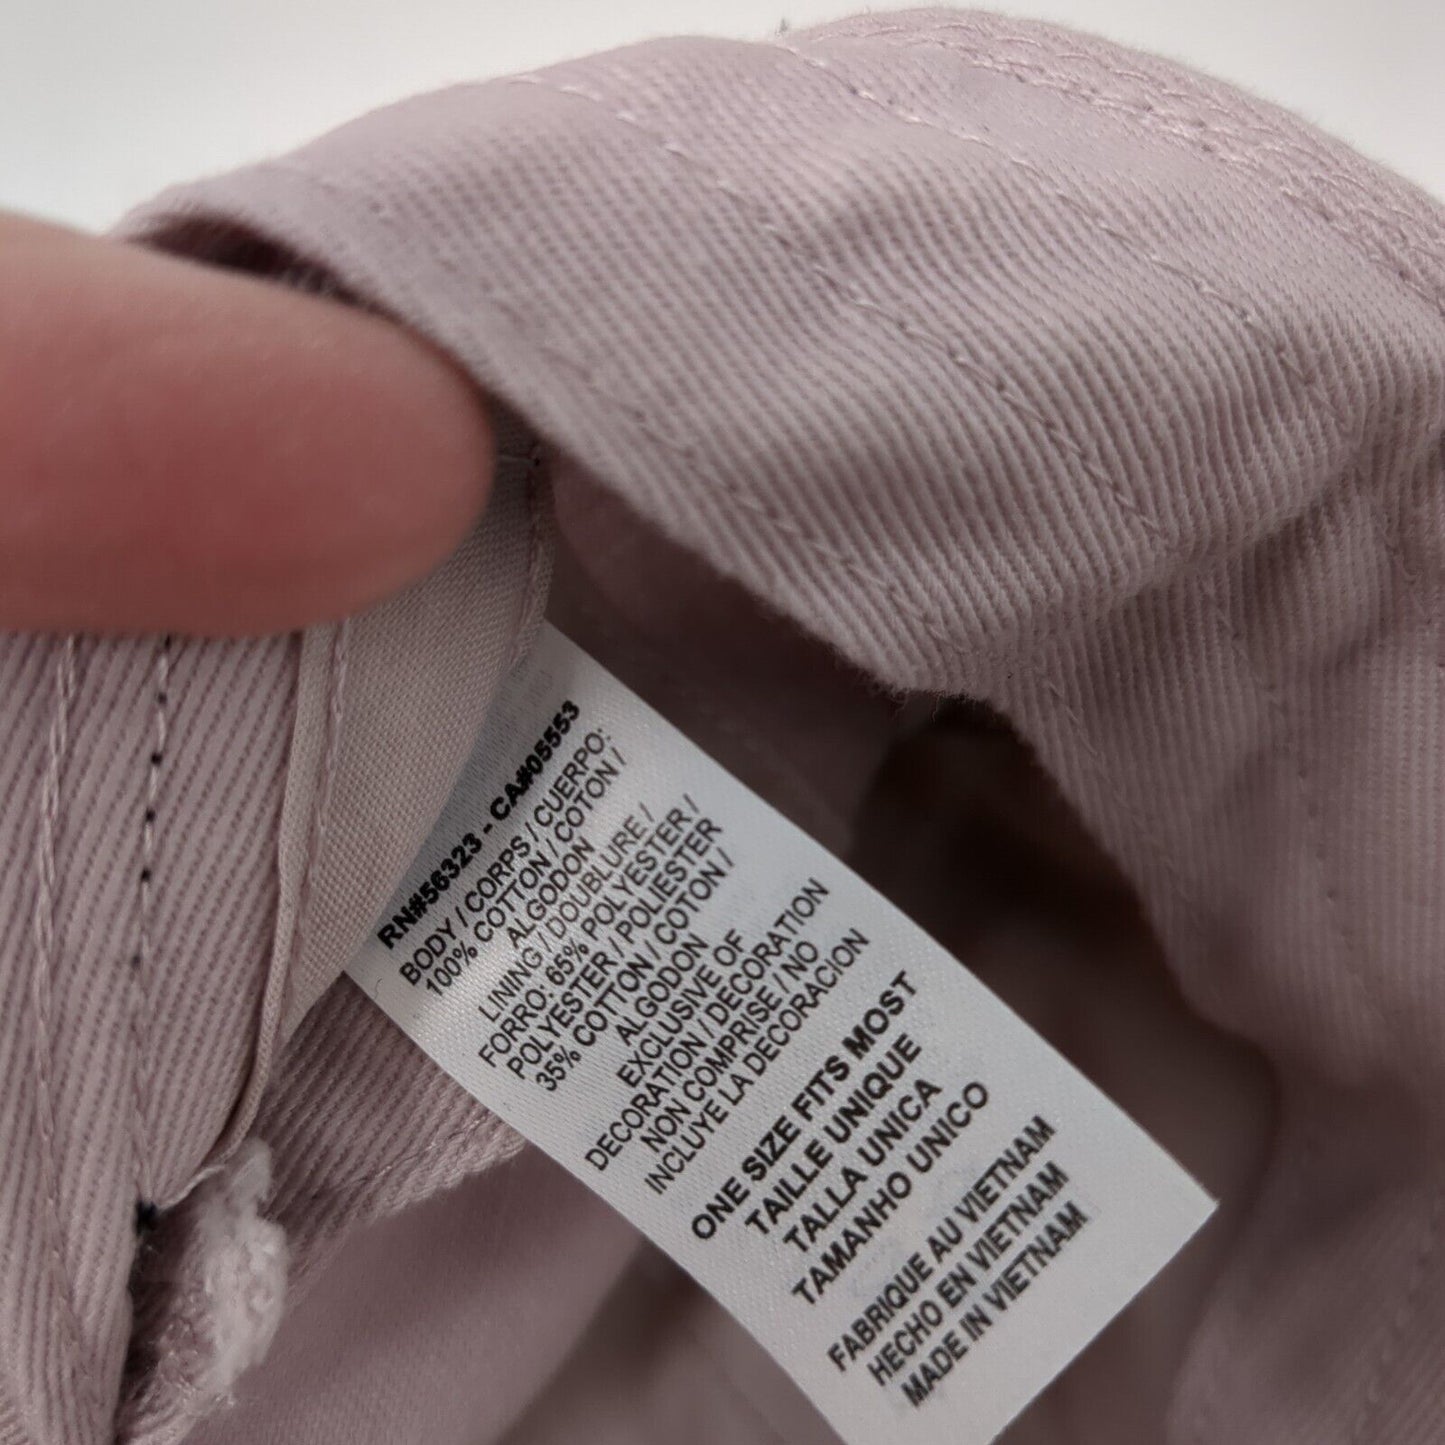 RN#56323 - CA#05553
BODY / CORPS / CUERPO:
100% COTTON / COTON /
ALGODON
LINING / DOUBLURE /
FORRO: 65% POLYESTER /
POLYESTER / POLIESTER
35% COTTON / COTON /
ALGODON
EXCLUSIVE OF
DECORATION / DECORATION
NON COMPRISE / NO
INCLUYE LA DECORACION
ONE SIZE FITS MOST
TAILLE UNIQUE
TALLA UNICA
TAMANHO UNICO
FABRIQUE AU VIETNAM
HECHO EN VIETNAM
MADE IN VIETNAM